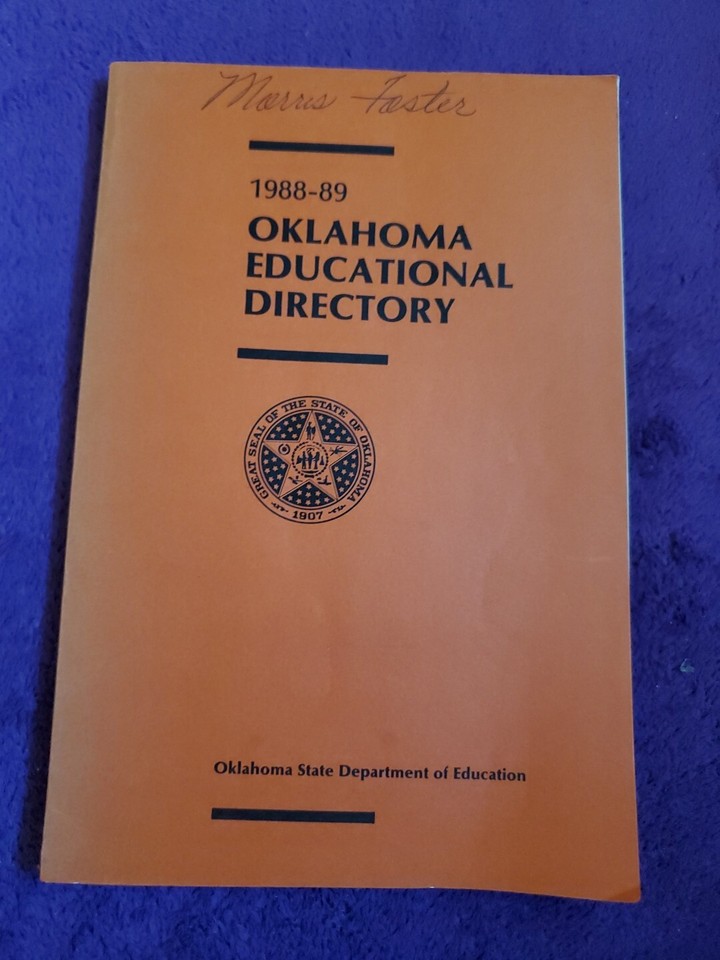 Morris Foster
1988-89
OKLAHOMA
EDUCATIONAL
DIRECTORY
GREAT SEAL OF THE STATE OF OKLAHOMA
1907
Oklahoma State Department of Education